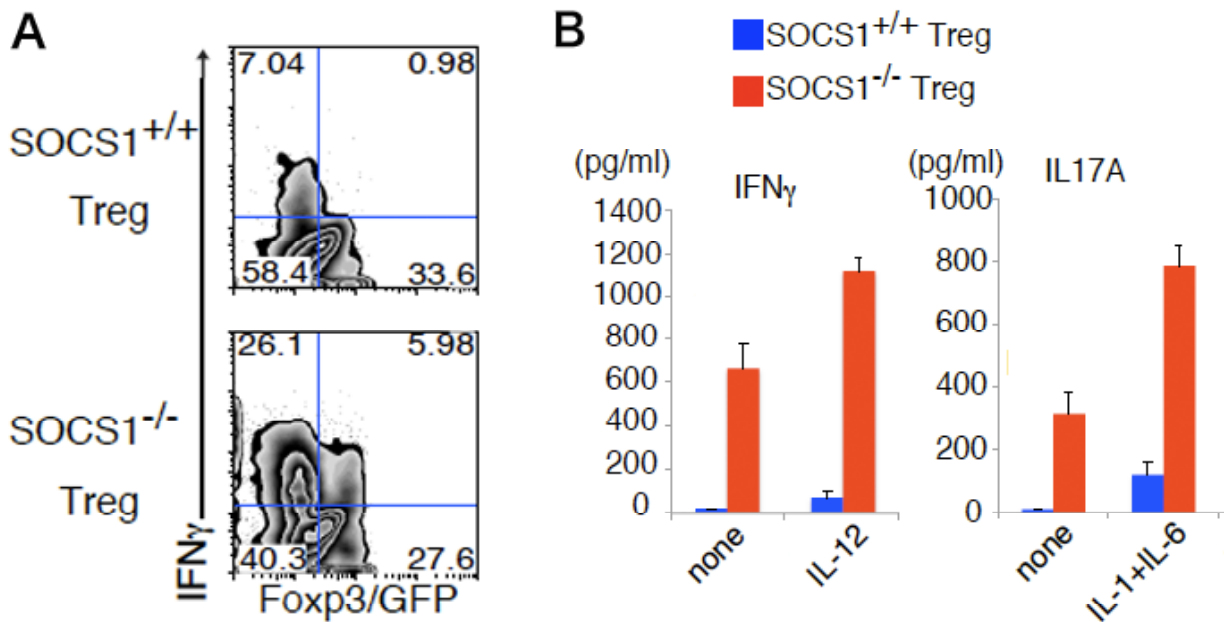 A
SOCS1+/+
Treg
7.04 0.98
58.4 33.6
SOCS1-/-
Treg
26.1 5.98
40.3 27.6
IFNγ
Foxp3/GFP
B
SOCS1+/+ Treg
SOCS1-/- Treg
(pg/ml)
IFNγ
1400
1200
1000
800
600
400
200
0
none
IL-12
(pg/ml)
IL17A
1000
800
600
400
200
0
none
IL-1+IL-6